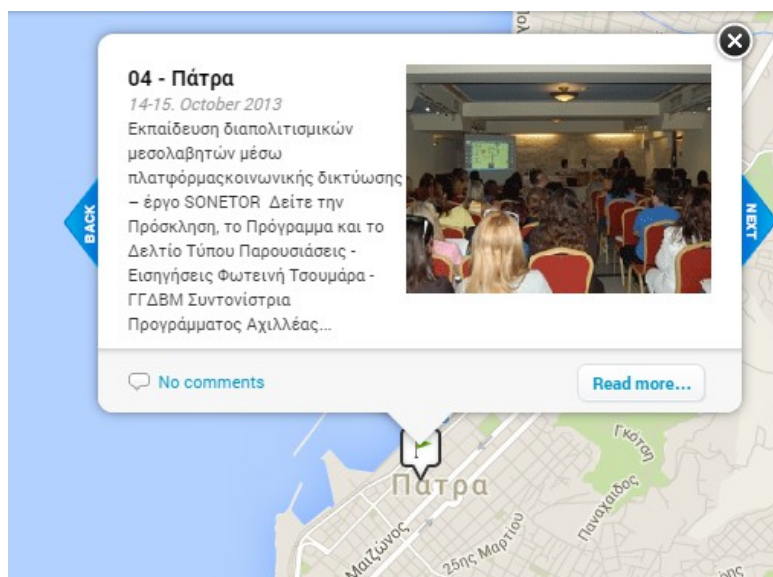 04 - Πάτρα
14-15. October 2013
Εκπαίδευση διαπολιτισμικών
μεσολαβητών μέσω
πλατφόρμαςκοινωνικής δικτύωσης
– έργο SONETOR Δείτε την
Πρόσκληση, το Πρόγραμμα και το
Δελτίο Τύπου Παρουσιάσεις -
Εισηγήσεις Φωτεινή Τσουμάρα -
ΓΓΔΒΜ Συντονίστρια
Προγράμματος Αχιλλέας...
BACK
NEXT
No comments
Read more...
Γκότση
Πάτρα
Παναχαϊδος
Μαιζώνος
25ης Μαρτίου